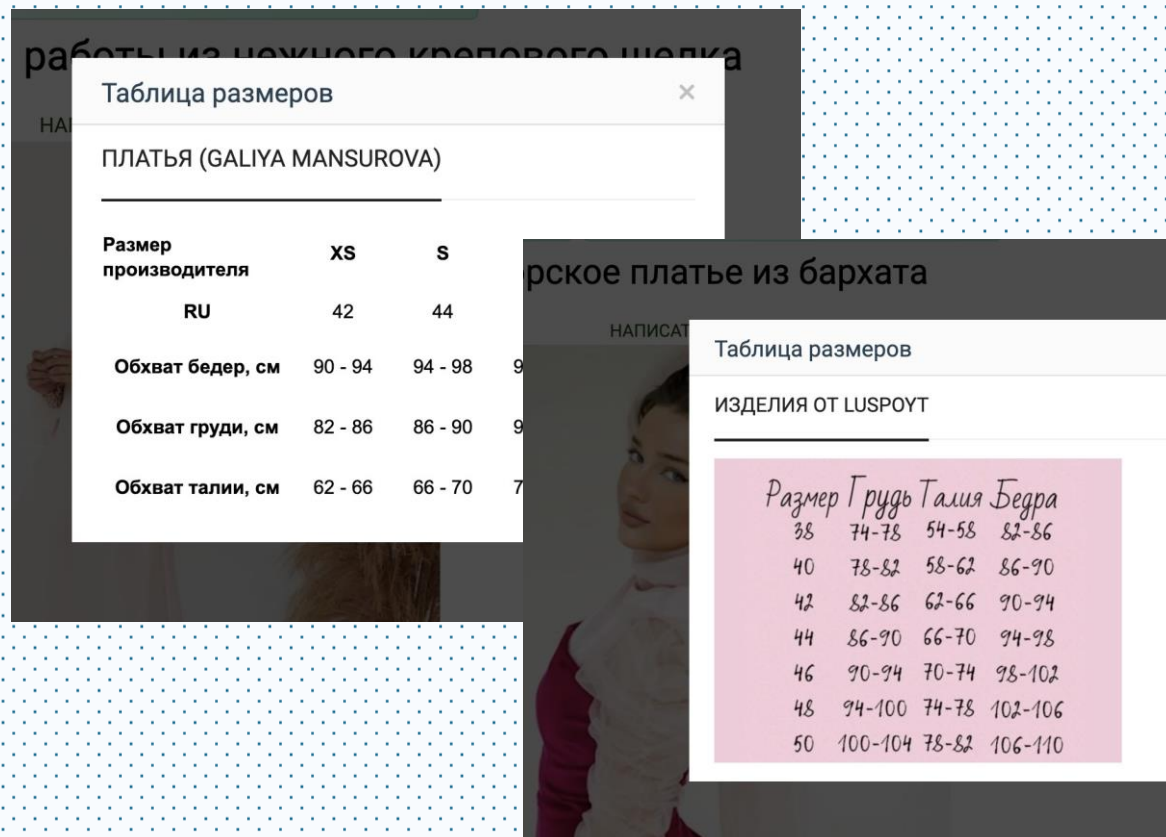 работы из нежного крепового шелка
Таблица размеров ×
НА
ПЛАТЬЯ (GALIYA MANSUROVA)
Размер производителя XS S
RU 42 44
Обхват бедер, см 90 - 94 94 - 98 9
Обхват груди, см 82 - 86 86 - 90 9
Обхват талии, см 62 - 66 66 - 70 7
рское платье из бархата
НАПИСАТ
Таблица размеров
ИЗДЕЛИЯ ОТ LUSPOYT
Размер Грудь Талия Бедра
38 74-78 54-58 82-86
40 78-82 58-62 86-90
42 82-86 62-66 90-94
44 86-90 66-70 94-98
46 90-94 70-74 98-102
48 94-100 74-78 102-106
50 100-104 78-82 106-110